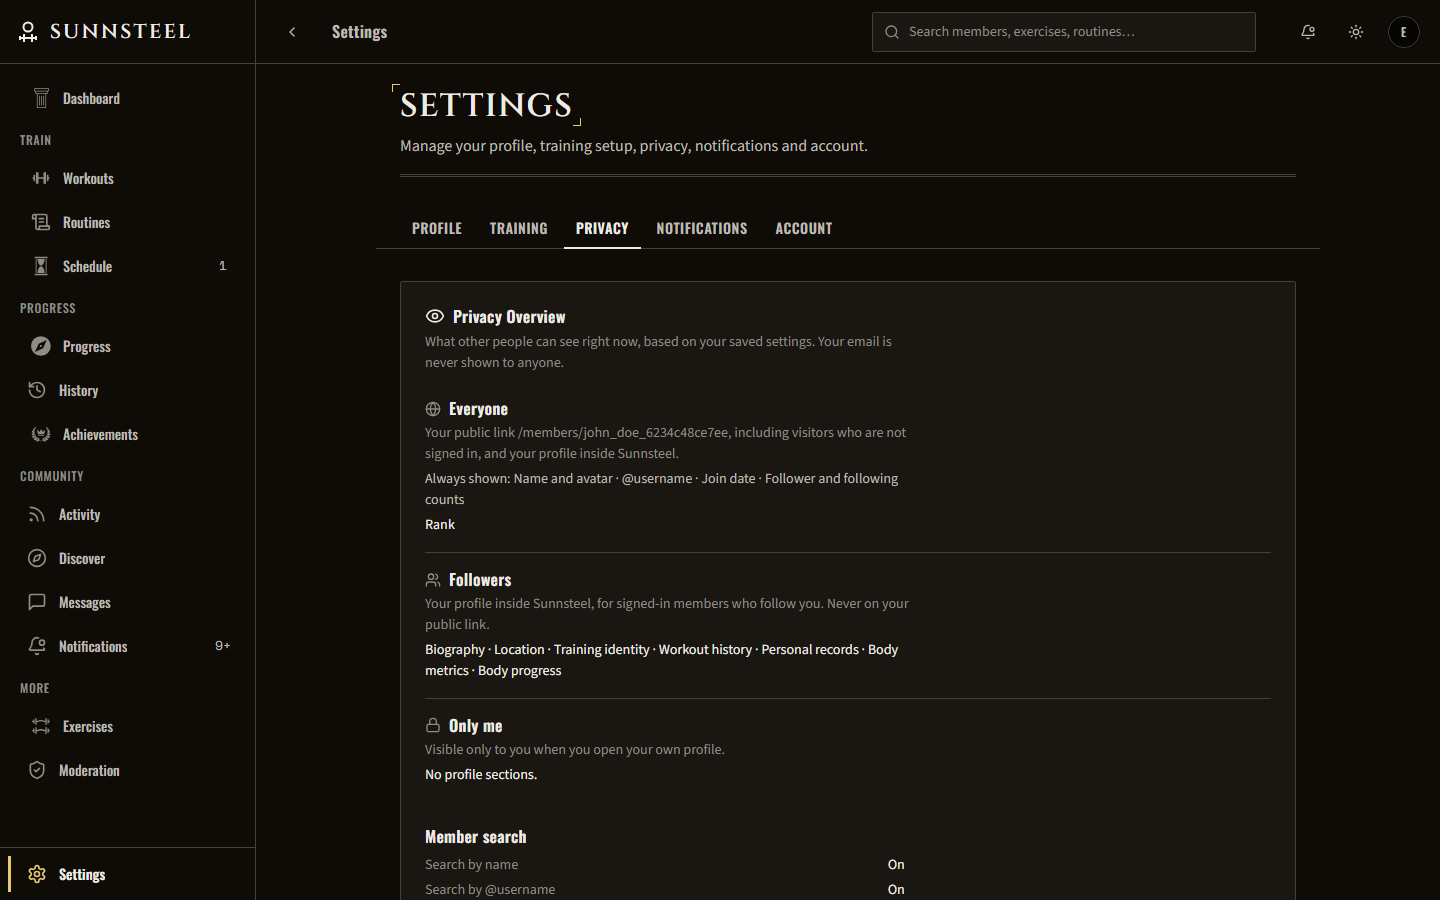 SUNNSTEEL
Settings
Search members, exercises, routines…
E
Dashboard
TRAIN
Workouts
Routines
Schedule 1
PROGRESS
Progress
History
Achievements
COMMUNITY
Activity
Discover
Messages
Notifications 9+
MORE
Exercises
Moderation
Settings
SETTINGS
Manage your profile, training setup, privacy, notifications and account.
PROFILE TRAINING PRIVACY NOTIFICATIONS ACCOUNT
Privacy Overview
What other people can see right now, based on your saved settings. Your email is
never shown to anyone.
Everyone
Your public link /members/john_doe_6234c48ce7ee, including visitors who are not
signed in, and your profile inside Sunnsteel.
Always shown: Name and avatar · @username · Join date · Follower and following
counts
Rank
Followers
Your profile inside Sunnsteel, for signed-in members who follow you. Never on your
public link.
Biography · Location · Training identity · Workout history · Personal records · Body
metrics · Body progress
Only me
Visible only to you when you open your own profile.
No profile sections.
Member search
Search by name On
Search by @username On